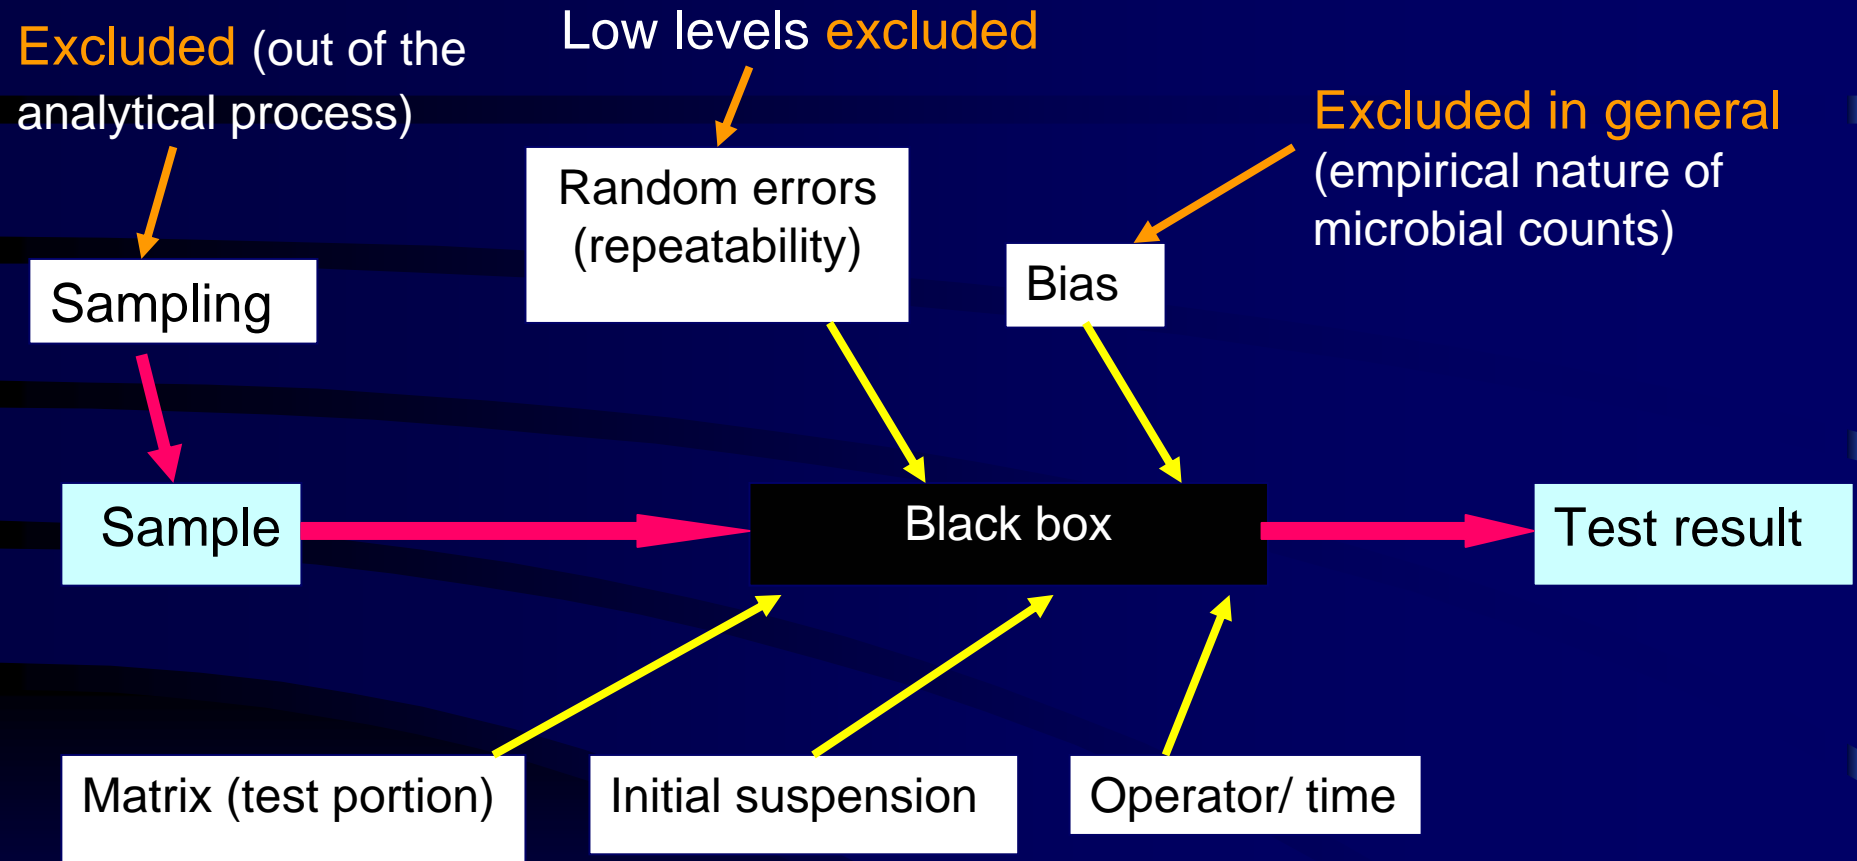 Excluded (out of the
analytical process)
Low levels excluded
Excluded in general
(empirical nature of
microbial counts)
Random errors
(repeatability)
Bias
Sampling
Sample
Black box
Test result
Matrix (test portion)
Initial suspension
Operator/ time